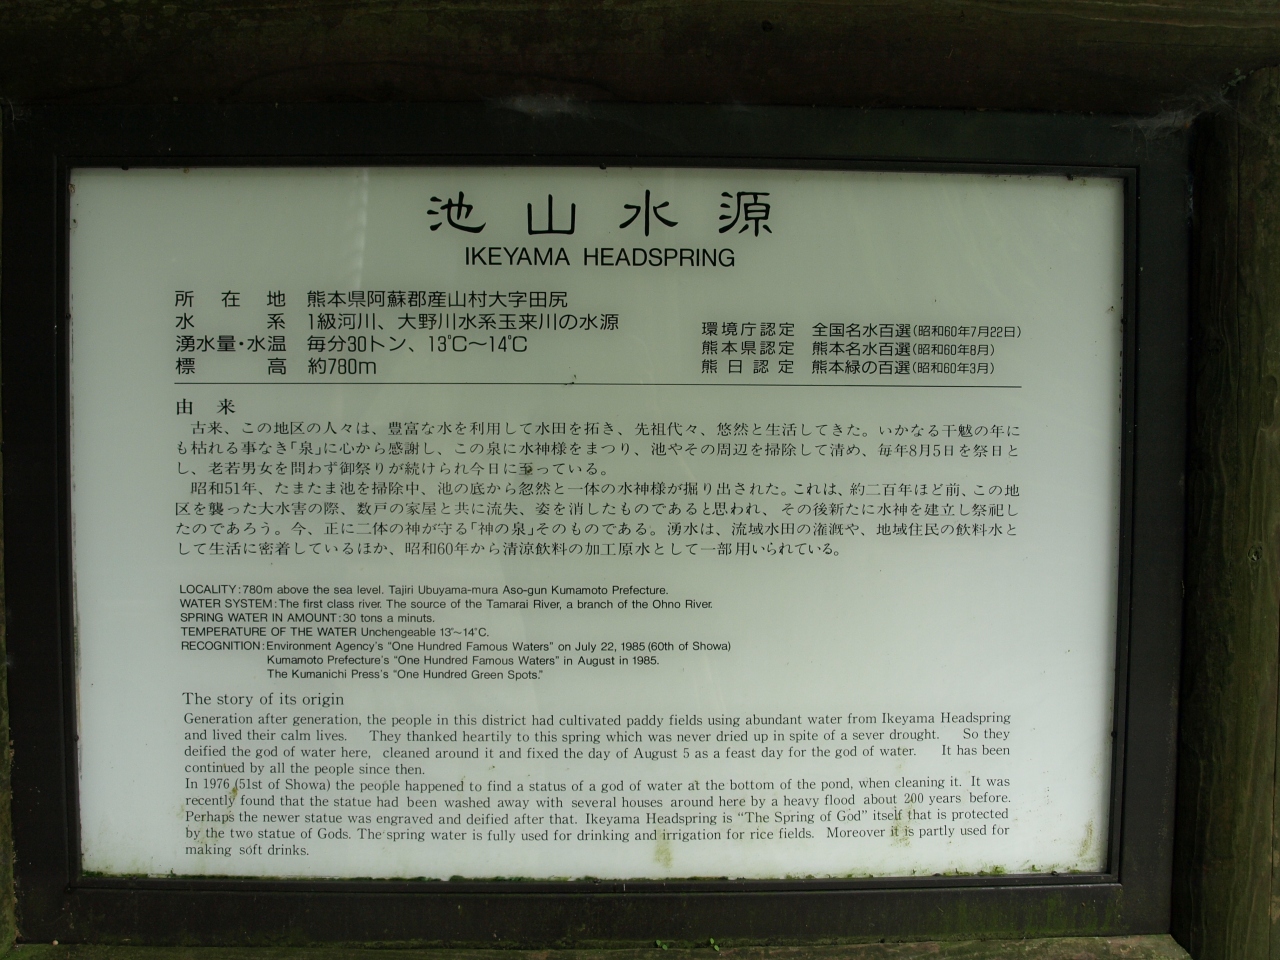 池山水源
IKEYAMA HEADSPRING
所在地 熊本県阿蘇郡産山村大字田尻
水系 1級河川、大野川水系玉来川の水源
湧水量・水温 毎分30トン、13℃〜14℃
標高 約780m
環境庁認定 全国名水百選(昭和60年7月22日)
熊本県認定 熊本名水百選(昭和60年8月)
熊日認定 熊本緑の百選(昭和60年3月)
由来
古来、この地区の人々は、豊富な水を利用して水田を拓き、先祖代々、悠然と生活してきた。いかなる干魃の年に
も枯れる事なき「泉」に心から感謝し、この泉に水神様をまつり、池やその周辺を掃除して清め、毎年8月5日を祭日と
し、老若男女を問わず御祭りが続けられ今日に至っている。
昭和51年、たまたま池を掃除中、池の底から忽然と一体の水神様が掘り出された。これは、約二百年ほど前、この地
区を襲った大水害の際、数戸の家屋と共に流失、姿を消したものであると思われ、その後新たに水神を建立し祭祀し
たのであろう。今、正に二体の神が守る「神の泉」そのものである。湧水は、流域水田の潅漑や、地域住民の飲料水と
して生活に密着しているほか、昭和60年から清涼飲料の加工原水として一部用いられている。
LOCALITY:780m above the sea level. Tajiri Ubuyama-mura Aso-gun Kumamoto Prefecture.
WATER SYSTEM:The first class river. The source of the Tamarai River, a branch of the Ohno River.
SPRING WATER IN AMOUNT:30 tons a minuts.
TEMPERATURE OF THE WATER Unchengeable 13°~14°C.
RECOGNITION:Environment Agency's "One Hundred Famous Waters" on July 22, 1985 (60th of Showa)
Kumamoto Prefecture's "One Hundred Famous Waters" in August in 1985.
The Kumanichi Press's "One Hundred Green Spots."
The story of its origin
Generation after generation, the people in this district had cultivated paddy fields using abundant water from Ikeyama Headspring
and lived their calm lives. They thanked heartily to this spring which was never dried up in spite of a sever drought. So they
deified the god of water here, cleaned around it and fixed the day of August 5 as a feast day for the god of water. It has been
continued by all the people since then.
In 1976 (51st of Showa) the people happened to find a status of a god of water at the bottom of the pond, when cleaning it. It was
recently found that the statue had been washed away with several houses around here by a heavy flood about 200 years before.
Perhaps the newer statue was engraved and deified after that. Ikeyama Headspring is "The Spring of God" itself that is protected
by the two statue of Gods. The spring water is fully used for drinking and irrigation for rice fields. Moreover it is partly used for
making soft drinks.